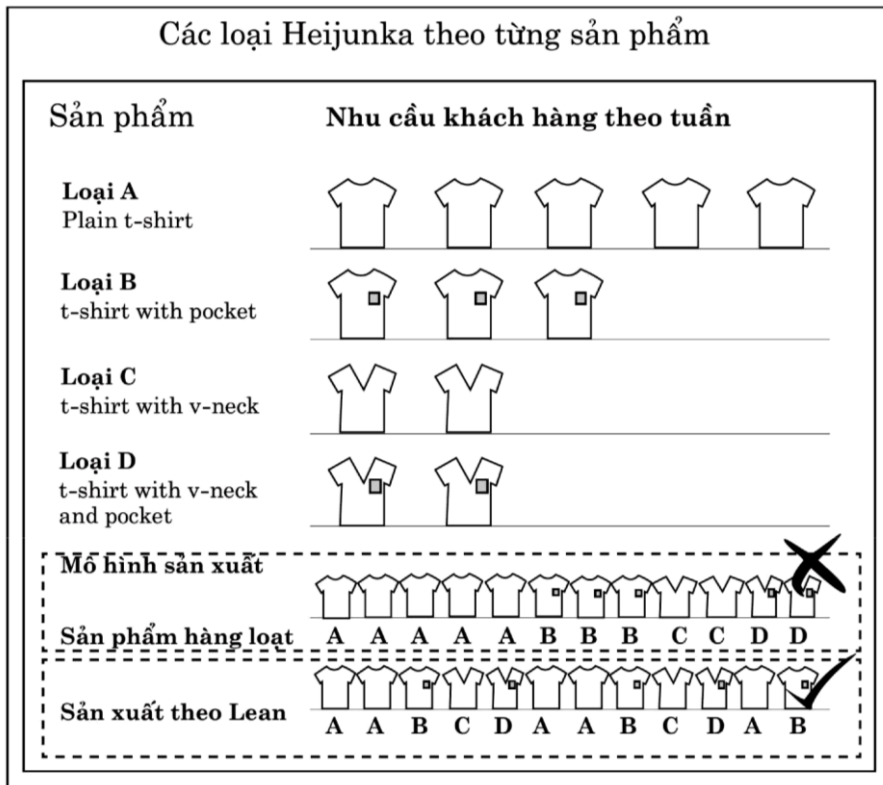 Các loại Heijunka theo từng sản phẩm
Sản phẩm
Nhu cầu khách hàng theo tuần
Loại A
Plain t-shirt
Loại B
t-shirt with pocket
Loại C
t-shirt with v-neck
Loại D
t-shirt with v-neck
and pocket
Mô hình sản xuất
Sản phẩm hàng loạt
A A A A A B B B C C D D
Sản xuất theo Lean
A A B C D A A B C D A B